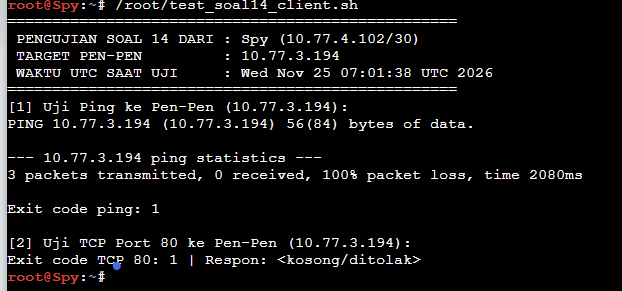 root@Spy:~# /root/test_soal14_client.sh
==================================================
PENGUJIAN SOAL 14 DARI : Spy (10.77.4.102/30)
TARGET PEN-PEN : 10.77.3.194
WAKTU UTC SAAT UJI : Wed Nov 25 07:01:38 UTC 2026
==================================================
[1] Uji Ping ke Pen-Pen (10.77.3.194):
PING 10.77.3.194 (10.77.3.194) 56(84) bytes of data.
--- 10.77.3.194 ping statistics ---
3 packets transmitted, 0 received, 100% packet loss, time 2080ms
Exit code ping: 1
[2] Uji TCP Port 80 ke Pen-Pen (10.77.3.194):
Exit code TCP 80: 1 | Respon: <kosong/ditolak>
root@Spy:~#